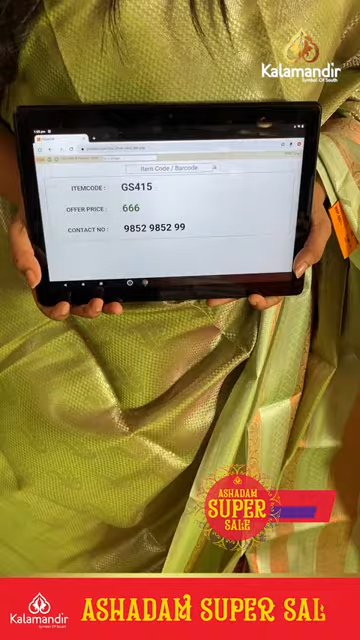 Kalamandir
Symbol Of South
Item Code / Barcode
ITEMCODE :
GS415
OFFER PRICE :
666
CONTACT NO :
9852 9852 99
ASHADAM
SUPER
SALE
Kalamandir
Symbol Of South
ASHADAM SUPER SAL